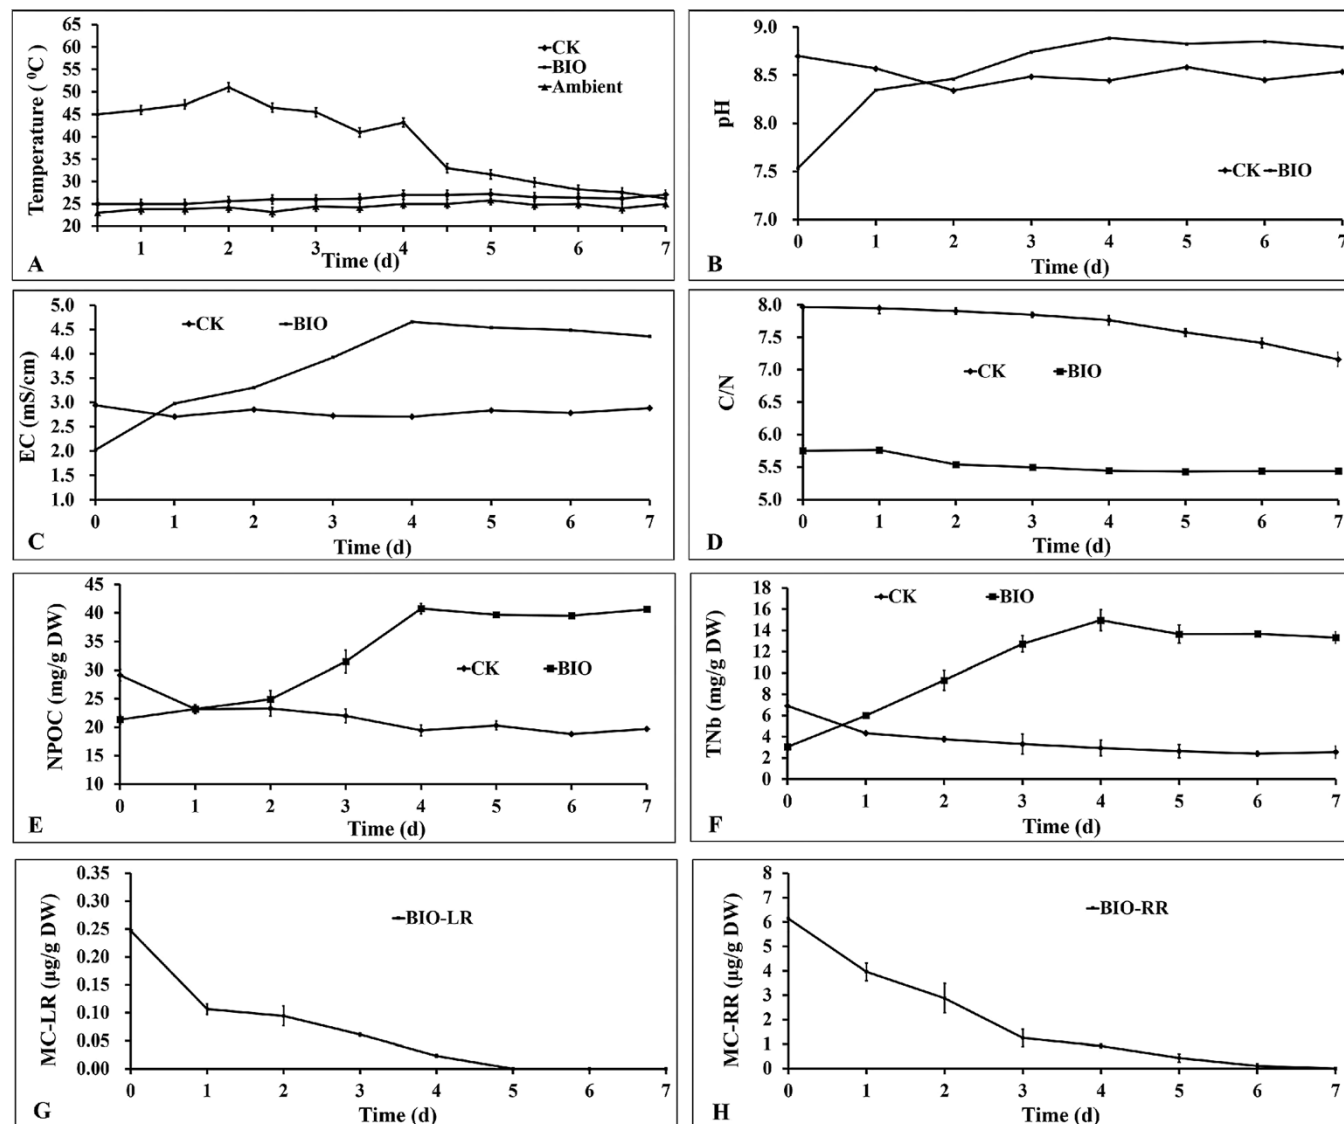 65
60
55
50
45
40
35
30
25
20
Temperature ( ⁰C)
CK
BIO
Ambient
1 2 3 4 5 6 7
Time (d)
A
9.0
8.5
8.0
7.5
7.0
pH
CK BIO
0 1 2 3 4 5 6 7
Time (d)
B
5.0
4.5
4.0
3.5
3.0
2.5
2.0
1.5
1.0
EC (mS/cm)
CK BIO
0 1 2 3 4 5 6 7
Time (d)
C
8.0
7.5
7.0
6.5
6.0
5.5
5.0
C/N
CK BIO
0 1 2 3 4 5 6 7
Time (d)
D
45
40
35
30
25
20
15
10
NPOC (mg/g DW)
CK BIO
0 1 2 3 4 5 6 7
Time (d)
E
18
16
14
12
10
8
6
4
2
0
TNb (mg/g DW)
CK BIO
0 1 2 3 4 5 6 7
Time (d)
F
0.35
0.30
0.25
0.20
0.15
0.10
0.05
0.00
MC-LR (µg/g DW)
BIO-LR
0 1 2 3 4 5 6 7
Time (d)
G
8
7
6
5
4
3
2
1
0
MC-RR (µg/g DW)
BIO-RR
0 1 2 3 4 5 6 7
Time (d)
H